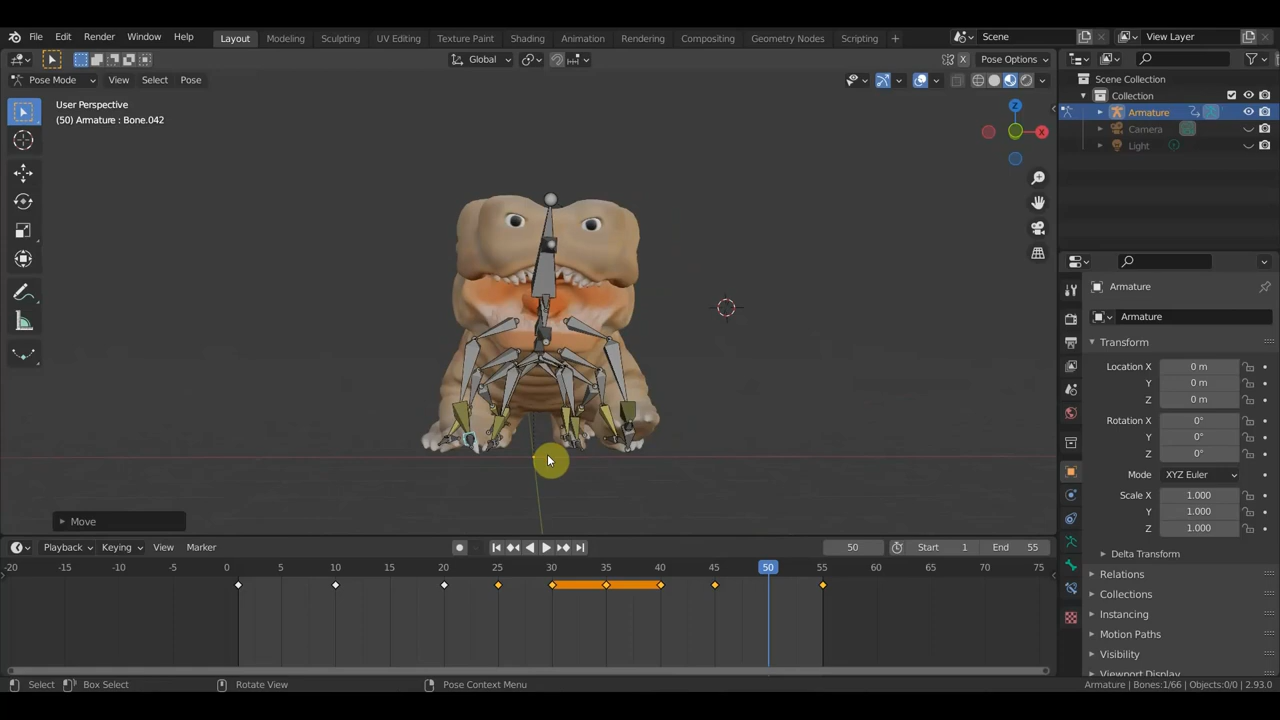 File Edit Render Window Help Layout Modeling Sculpting UV Editing Texture Paint Shading Animation Rendering Compositing Geometry Nodes Scripting + Scene View Layer
Global Pose Options
Pose Mode View Select Pose
User Perspective
(50) Armature : Bone.042
Z
X
Move
Scene Collection
Collection
Armature
Camera
Light
Armature
Armature
Transform
Location X 0 m
Y 0 m
Z 0 m
Rotation X 0°
Y 0°
Z 0°
Mode XYZ Euler
Scale X 1.000
Y 1.000
Z 1.000
Delta Transform
Relations
Collections
Instancing
Motion Paths
Visibility
Viewport Display
Playback Keying View Marker 50 Start 1 End 55
-20 -15 -10 -5 0 5 10 15 20 25 30 35 40 45 50 55 60 65 70 75
Select Box Select Rotate View Pose Context Menu Armature | Bones:1/66 | Objects:0/0 | 2.93.0